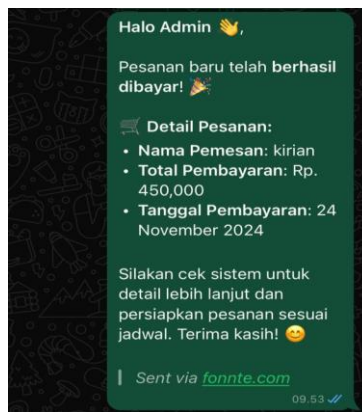 Halo Admin 👋,
Pesanan baru telah berhasil
dibayar! 🎉
🛒 Detail Pesanan:
• Nama Pemesan: kirian
• Total Pembayaran: Rp.
450,000
• Tanggal Pembayaran: 24
November 2024
Silakan cek sistem untuk
detail lebih lanjut dan
persiapkan pesanan sesuai
jadwal. Terima kasih! 😊
Sent via fonnte.com
09.53